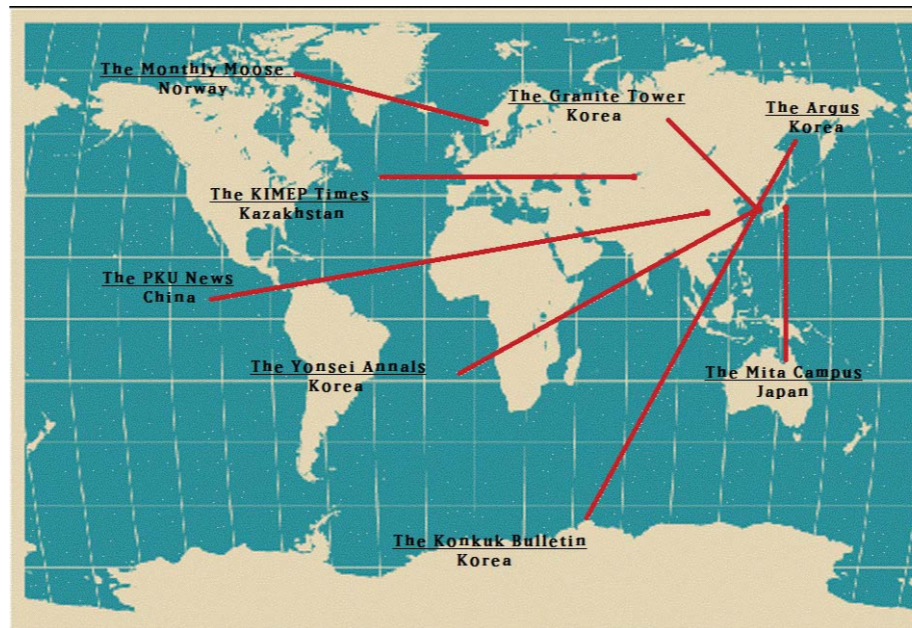 The Monthly Moose
Norway
The Granite Tower
Korea
The Argus
Korea
The KIMEP Times
Kazakhstan
The PKU News
China
The Yonsei Annals
Korea
The Mita Campus
Japan
The Konkuk Bulletin
Korea